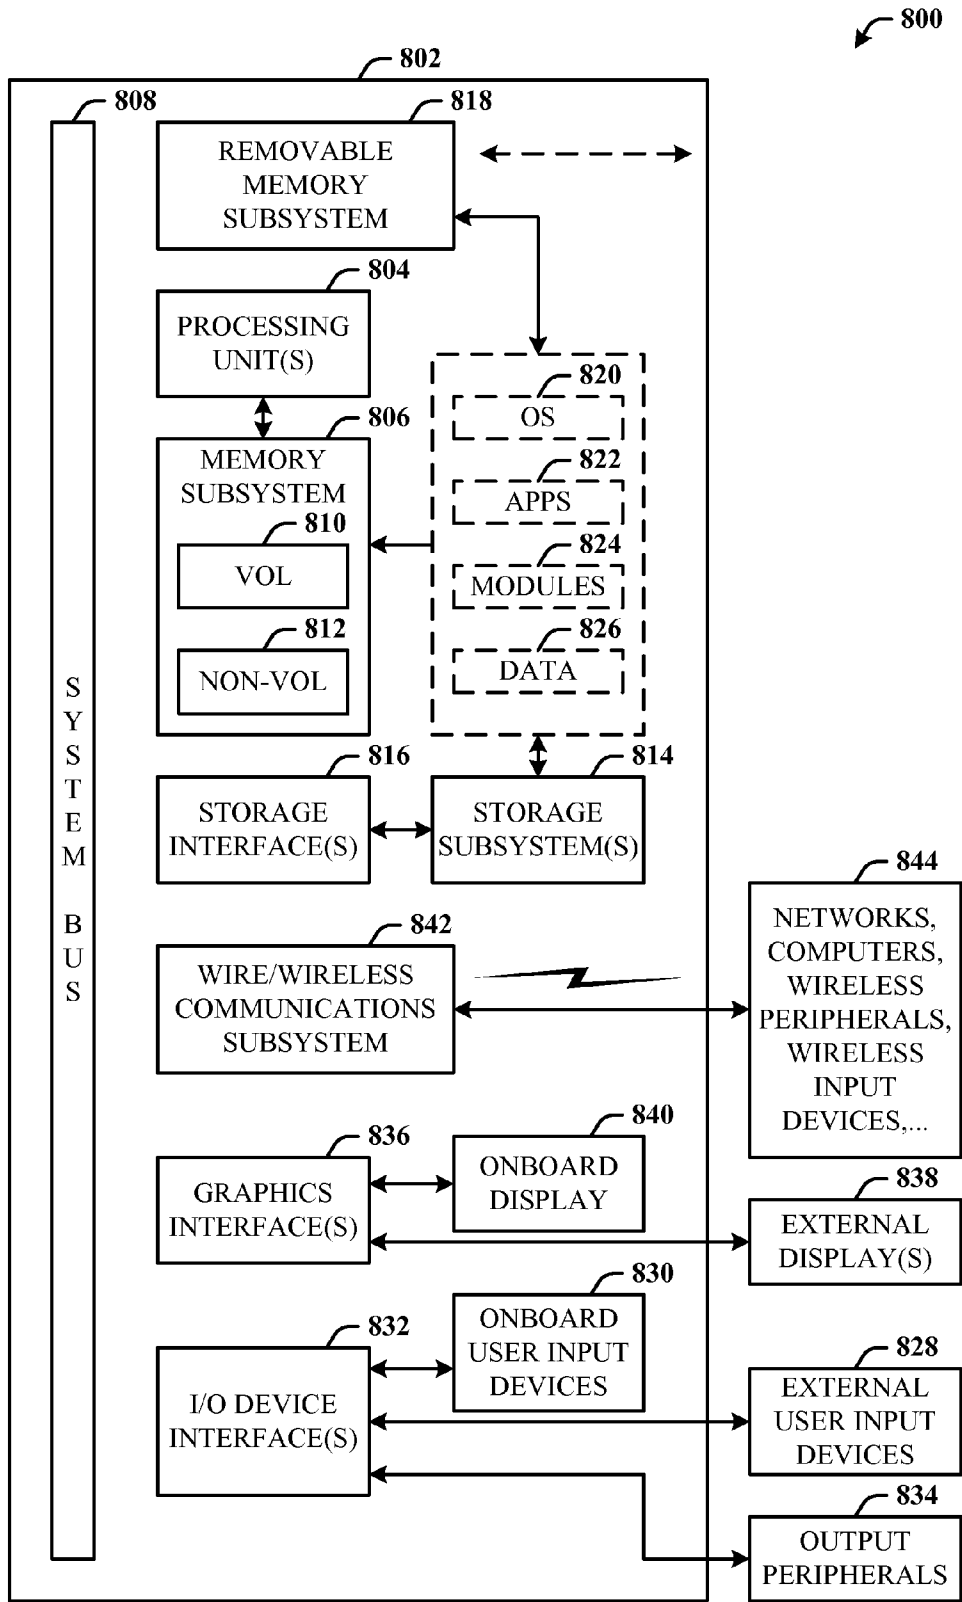 800
802
808
818
REMOVABLE
MEMORY
SUBSYSTEM
804
PROCESSING
UNIT(S)
806
MEMORY
SUBSYSTEM
810
VOL
812
NON-VOL
820
OS
822
APPS
824
MODULES
826
DATA
816
STORAGE
INTERFACE(S)
814
STORAGE
SUBSYSTEM(S)
SYSTEM BUS
842
WIRE/WIRELESS
COMMUNICATIONS
SUBSYSTEM
844
NETWORKS,
COMPUTERS,
WIRELESS
PERIPHERALS,
WIRELESS
INPUT
DEVICES,...
836
GRAPHICS
INTERFACE(S)
840
ONBOARD
DISPLAY
838
EXTERNAL
DISPLAY(S)
832
I/O DEVICE
INTERFACE(S)
830
ONBOARD
USER INPUT
DEVICES
828
EXTERNAL
USER INPUT
DEVICES
834
OUTPUT
PERIPHERALS